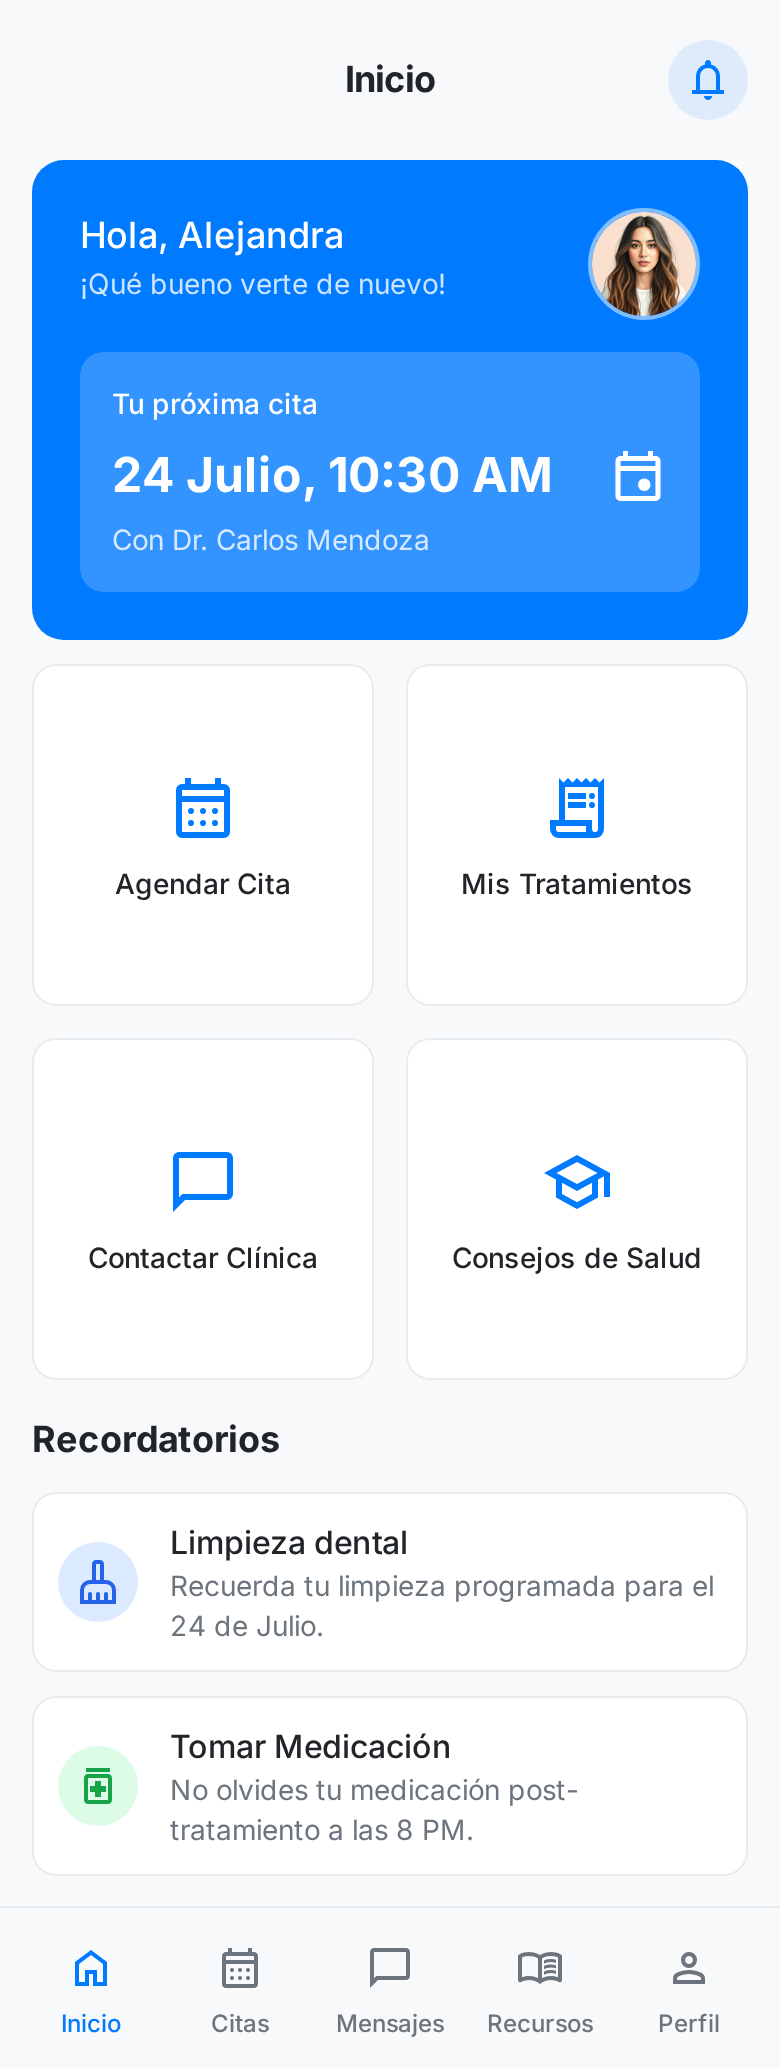 Inicio
Hola, Alejandra
¡Qué bueno verte de nuevo!
Tu próxima cita
24 Julio, 10:30 AM
Con Dr. Carlos Mendoza
Agendar Cita
Mis Tratamientos
Contactar Clínica
Consejos de Salud
Recordatorios
Limpieza dental
Recuerda tu limpieza programada para el
24 de Julio.
Tomar Medicación
No olvides tu medicación post-
tratamiento a las 8 PM.
Inicio
Citas
Mensajes
Recursos
Perfil